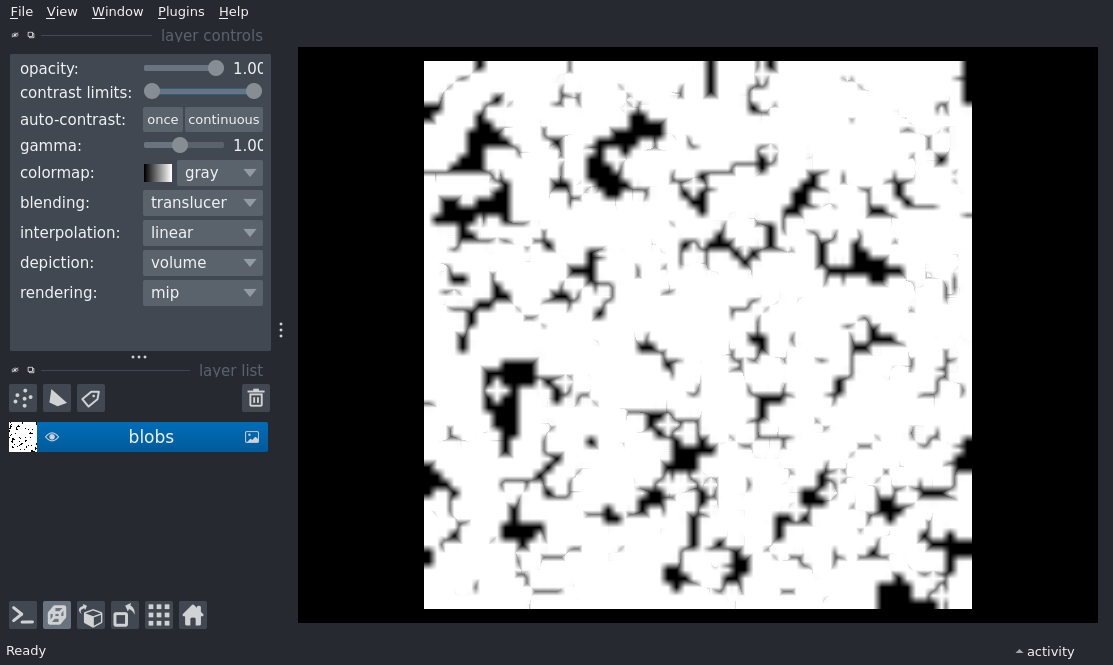 File View Window Plugins Help
layer controls
opacity: 1.00
contrast limits:
auto-contrast: once continuous
gamma: 1.00
colormap: gray
blending: translucer
interpolation: linear
depiction: volume
rendering: mip
layer list
blobs
Ready
activity